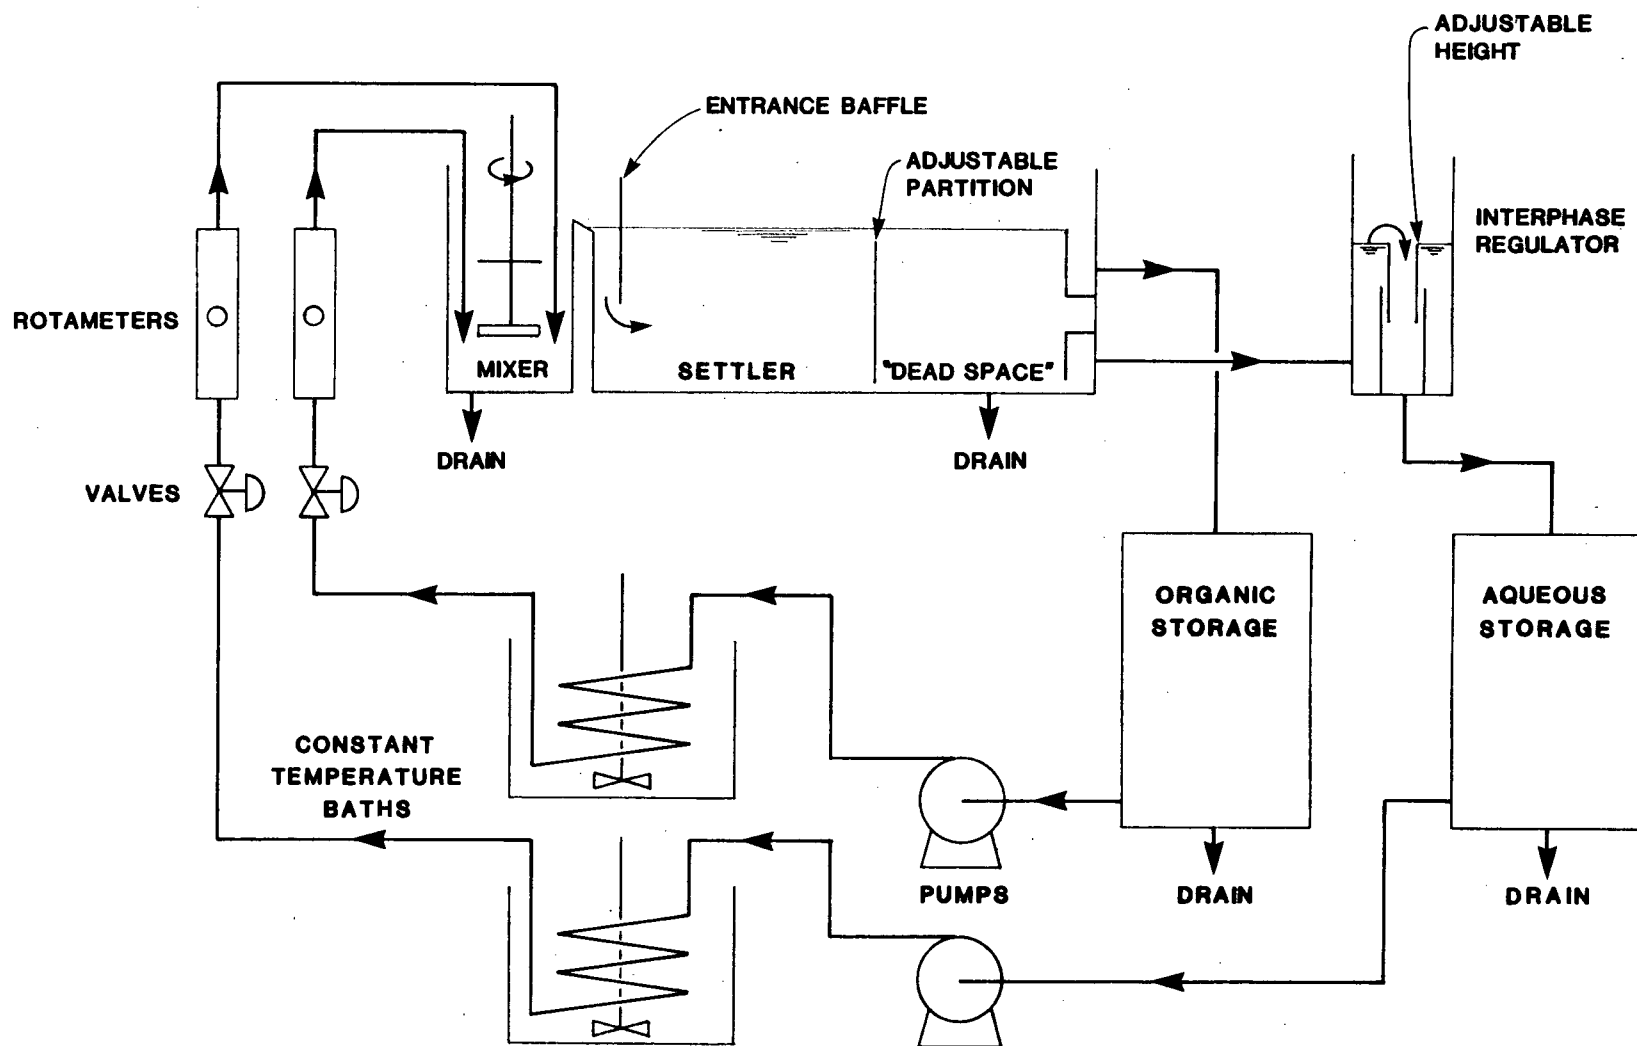 ADJUSTABLE
HEIGHT
ENTRANCE BAFFLE
ADJUSTABLE
PARTITION
INTERPHASE
REGULATOR
ROTAMETERS
MIXER
SETTLER
"DEAD SPACE"
DRAIN
DRAIN
VALVES
ORGANIC
STORAGE
AQUEOUS
STORAGE
CONSTANT
TEMPERATURE
BATHS
PUMPS
DRAIN
DRAIN